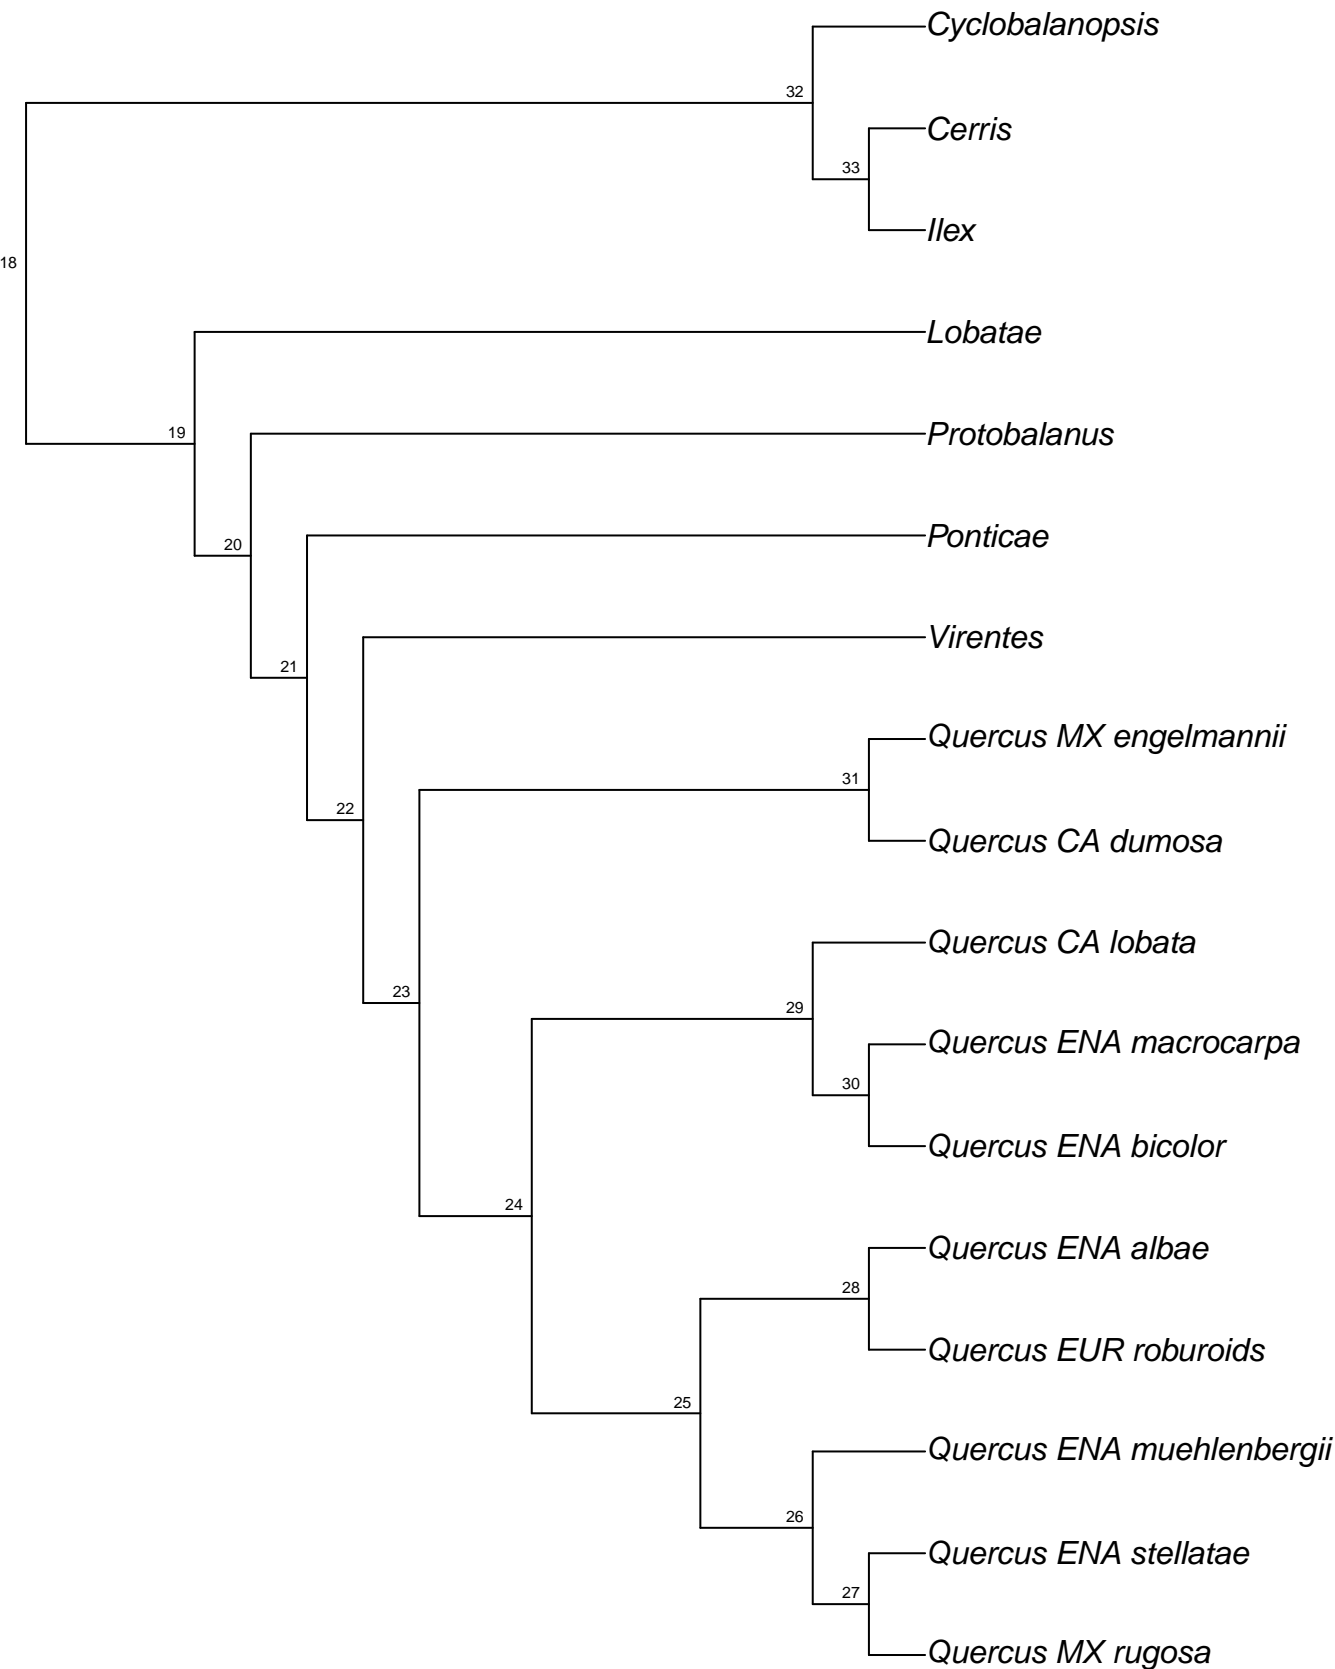 Cyclobalanopsis
32
Cerris
33
Ilex
18
Lobatae
19
Protobalanus
20
Ponticae
21
Virentes
22
Quercus MX engelmannii
31
Quercus CA dumosa
23
Quercus CA lobata
29
Quercus ENA macrocarpa
30
Quercus ENA bicolor
24
Quercus ENA albae
28
Quercus EUR roburoids
25
Quercus ENA muehlenbergii
26
Quercus ENA stellatae
27
Quercus MX rugosa